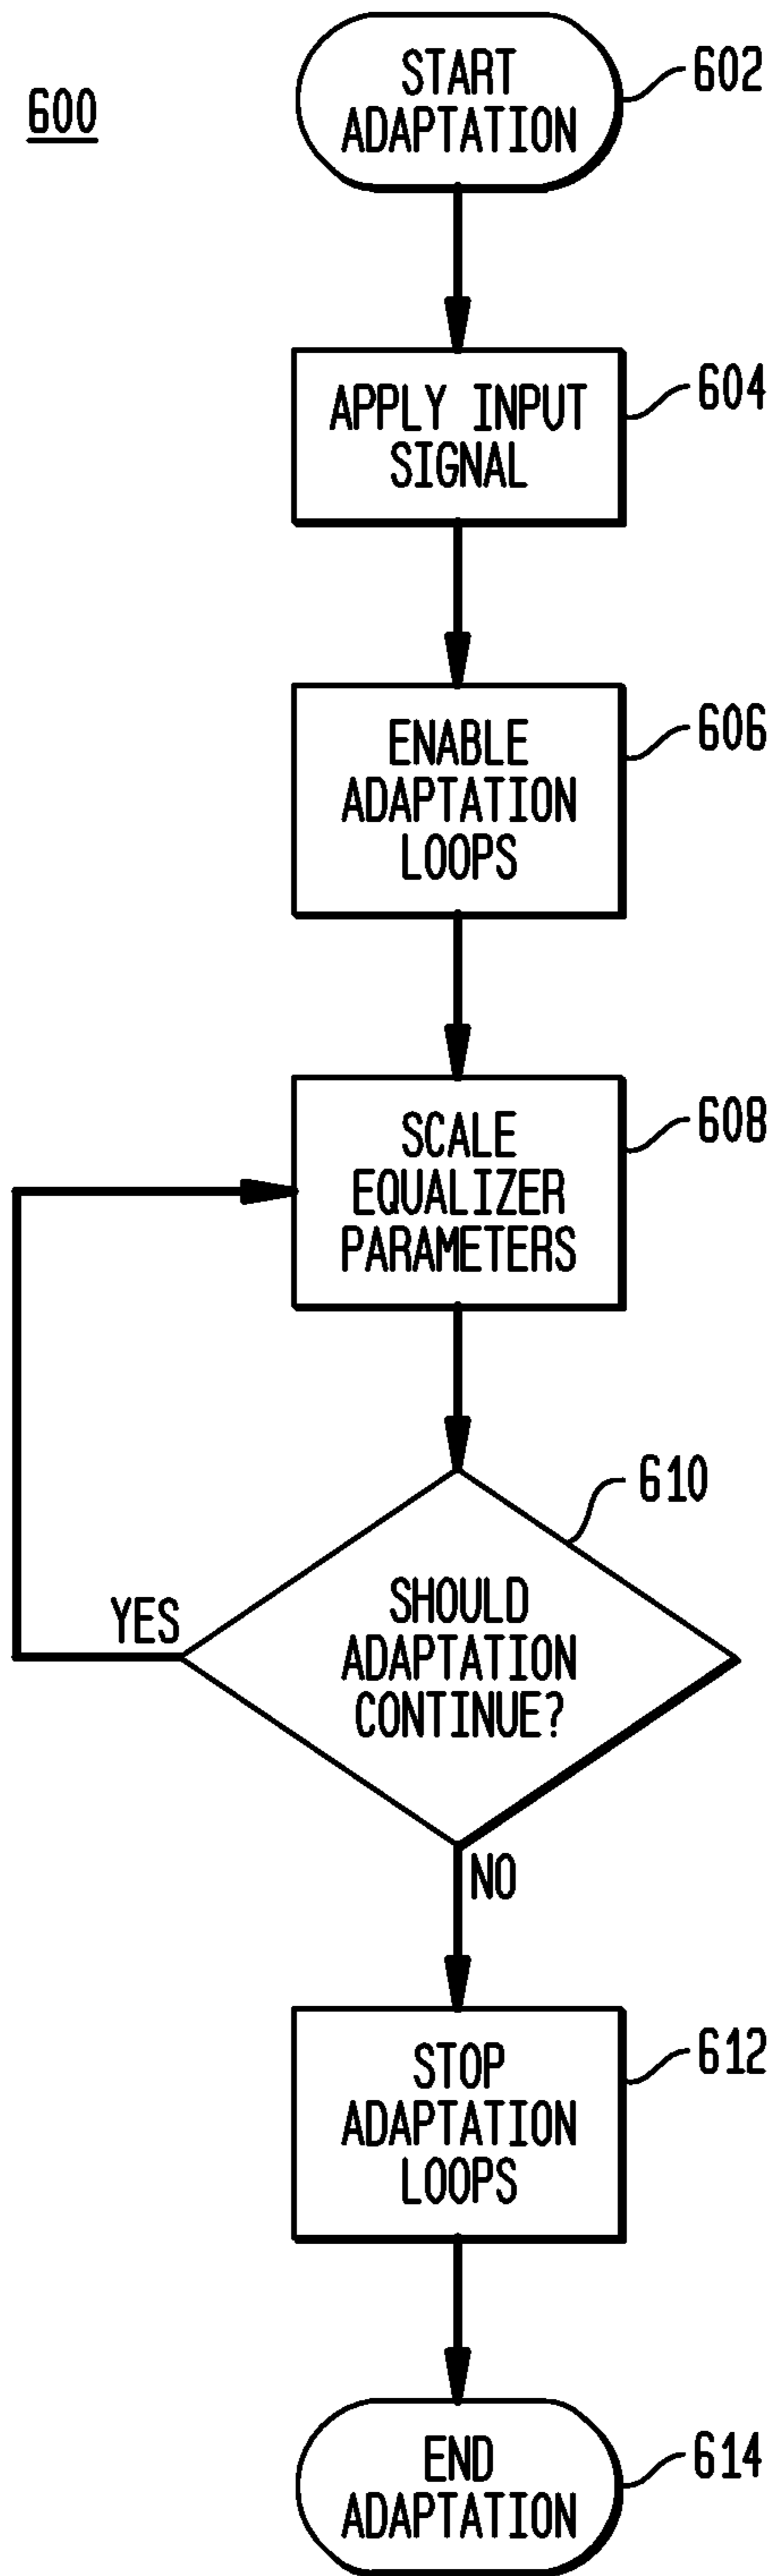 600
START
ADAPTATION
602
APPLY INPUT
SIGNAL
604
ENABLE
ADAPTATION
LOOPS
606
SCALE
EQUALIZER
PARAMETERS
608
SHOULD
ADAPTATION
CONTINUE?
610
YES
NO
STOP
ADAPTATION
LOOPS
612
END
ADAPTATION
614